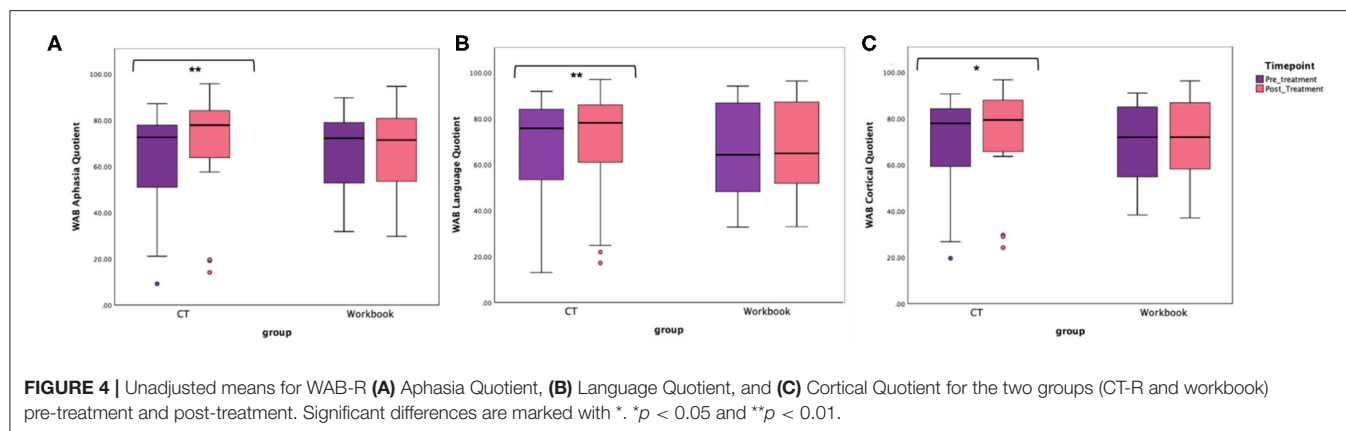 A
WAB Aphasia Quotient
100.00
80.00
60.00
40.00
20.00
.00
**
CT
Workbook
group
B
WAB Language Quotient
100.00
80.00
60.00
40.00
20.00
.00
**
CT
Workbook
group
C
WAB Cortical Quotient
100.00
80.00
60.00
40.00
20.00
.00
*
CT
Workbook
group
Timepoint
Pre_treatment
Post_Treatment
FIGURE 4 | Unadjusted means for WAB-R (A) Aphasia Quotient, (B) Language Quotient, and (C) Cortical Quotient for the two groups (CT-R and workbook)
pre-treatment and post-treatment. Significant differences are marked with *. *p < 0.05 and **p < 0.01.